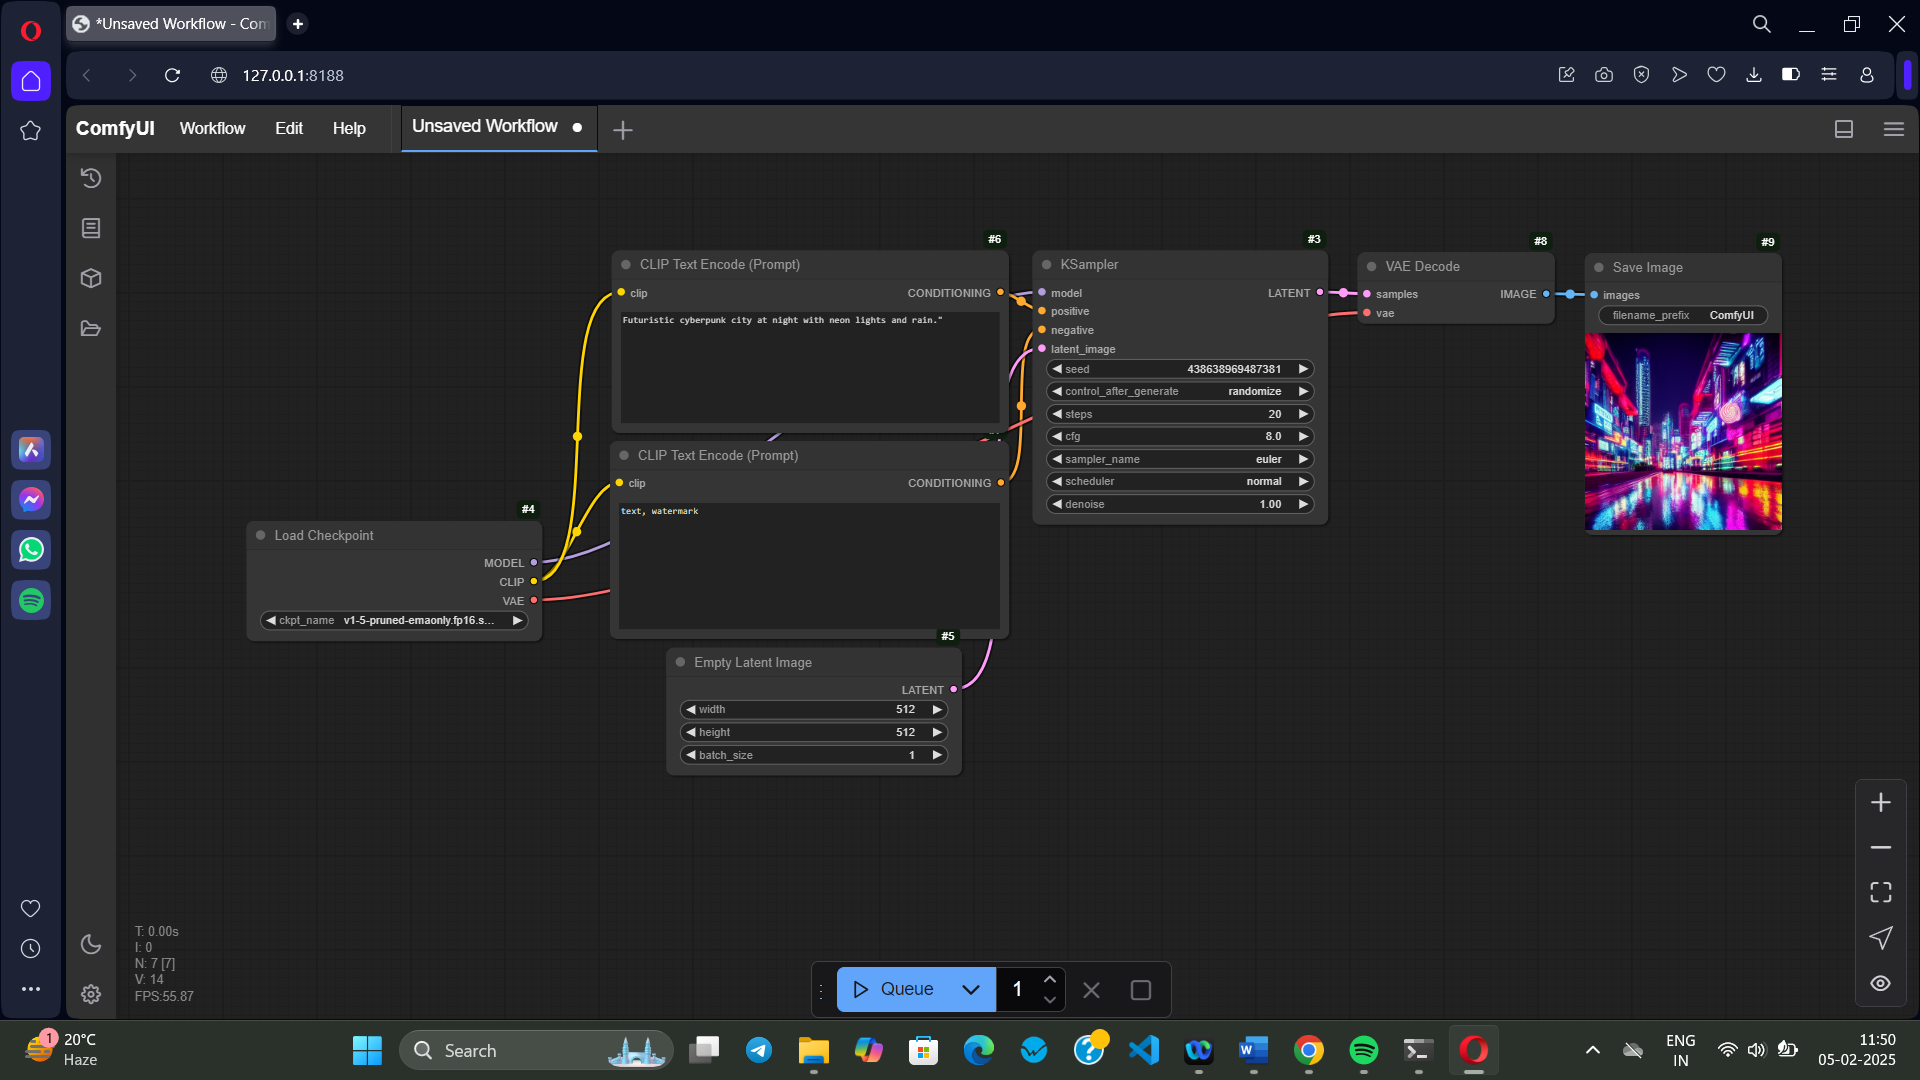 *Unsaved Workflow - Com
127.0.0.1:8188
ComfyUI Workflow Edit Help Unsaved Workflow
#6
CLIP Text Encode (Prompt)
clip CONDITIONING
Futuristic cyberpunk city at night with neon lights and rain."
CLIP Text Encode (Prompt)
clip CONDITIONING
text, watermark
#4
Load Checkpoint
MODEL
CLIP
VAE
ckpt_name v1-5-pruned-emaonly.fp16.s...
#5
Empty Latent Image
LATENT
width 512
height 512
batch_size 1
#3
KSampler
model LATENT
positive
negative
latent_image
seed 438638969487381
control_after_generate randomize
steps 20
cfg 8.0
sampler_name euler
scheduler normal
denoise 1.00
#8
VAE Decode
samples IMAGE
vae
#9
Save Image
images
filename_prefix ComfyUI
T: 0.00s
I: 0
N: 7 [7]
V: 14
FPS:55.87
Queue 1
1
20°C
Haze
Search
ENG
IN
11:50
05-02-2025